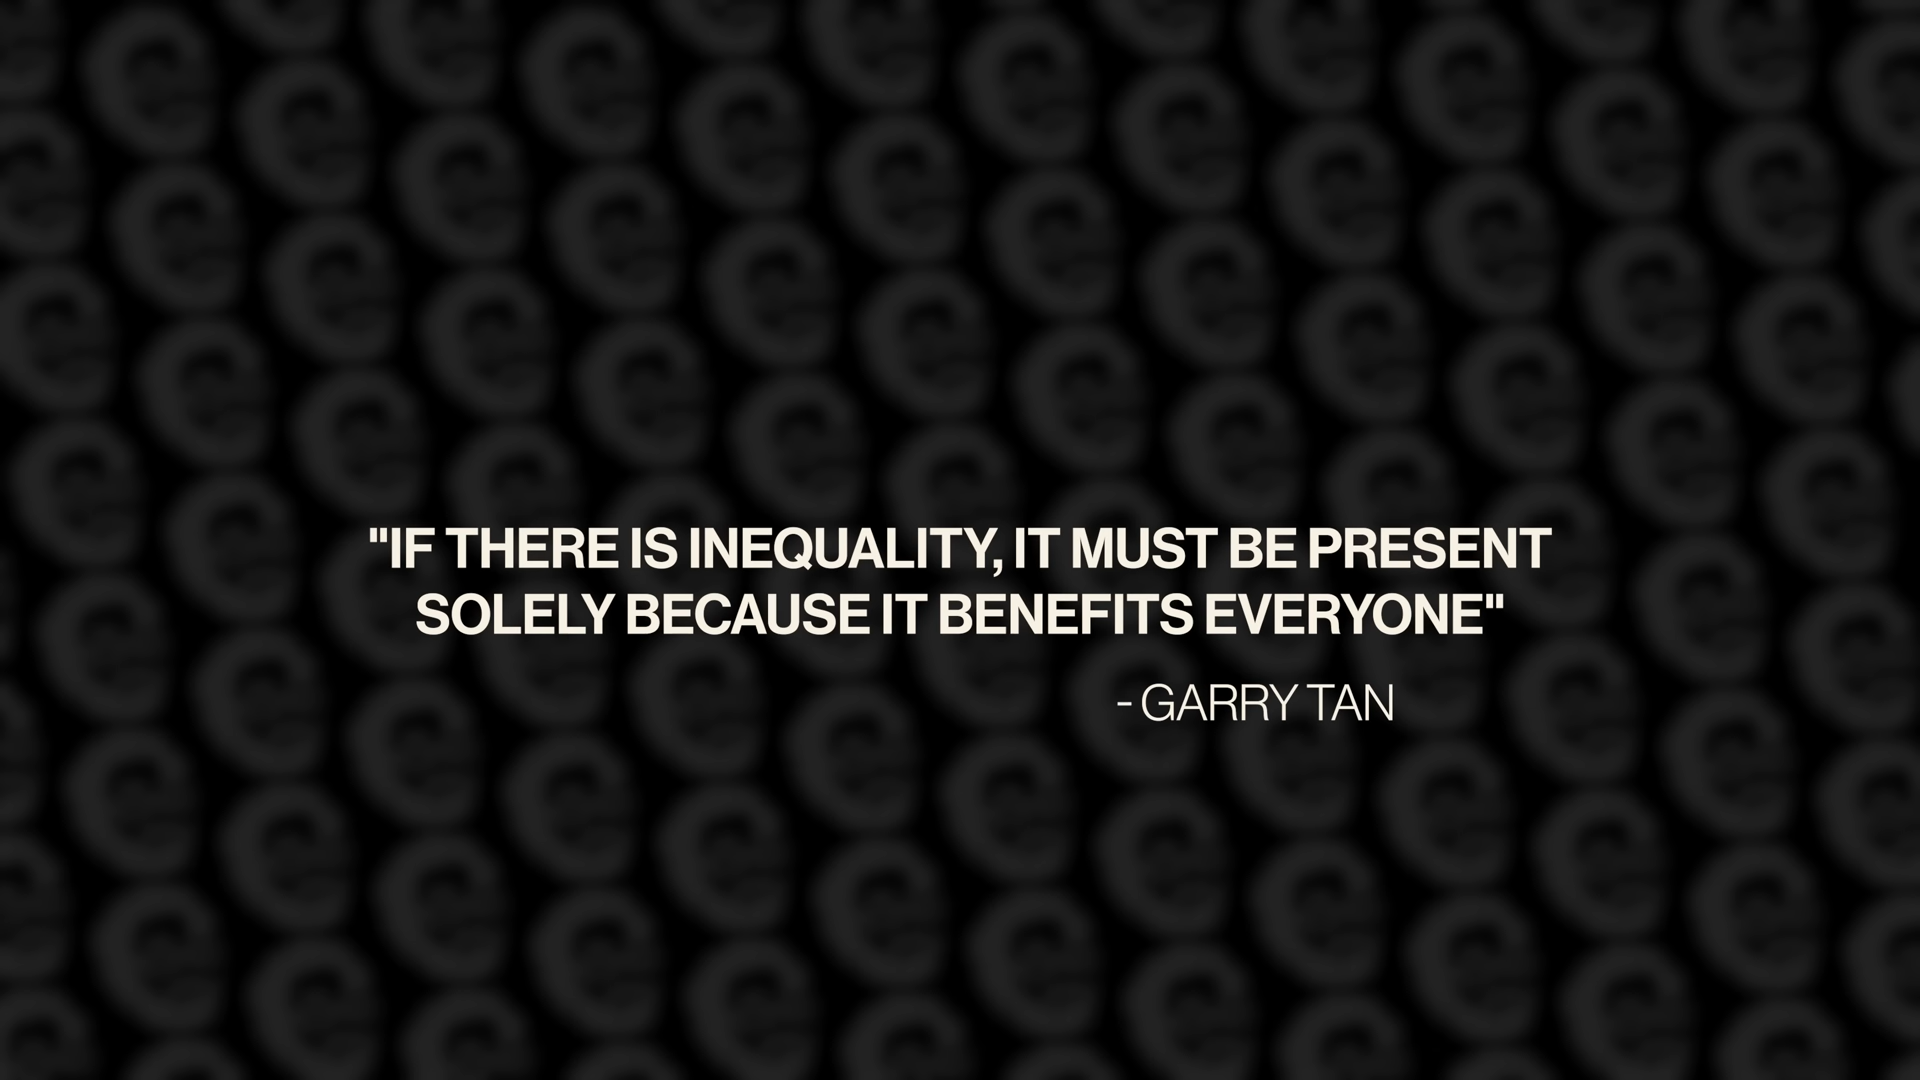 "IF THERE IS INEQUALITY, IT MUST BE PRESENT
SOLELY BECAUSE IT BENEFITS EVERYONE"
- GARRY TAN